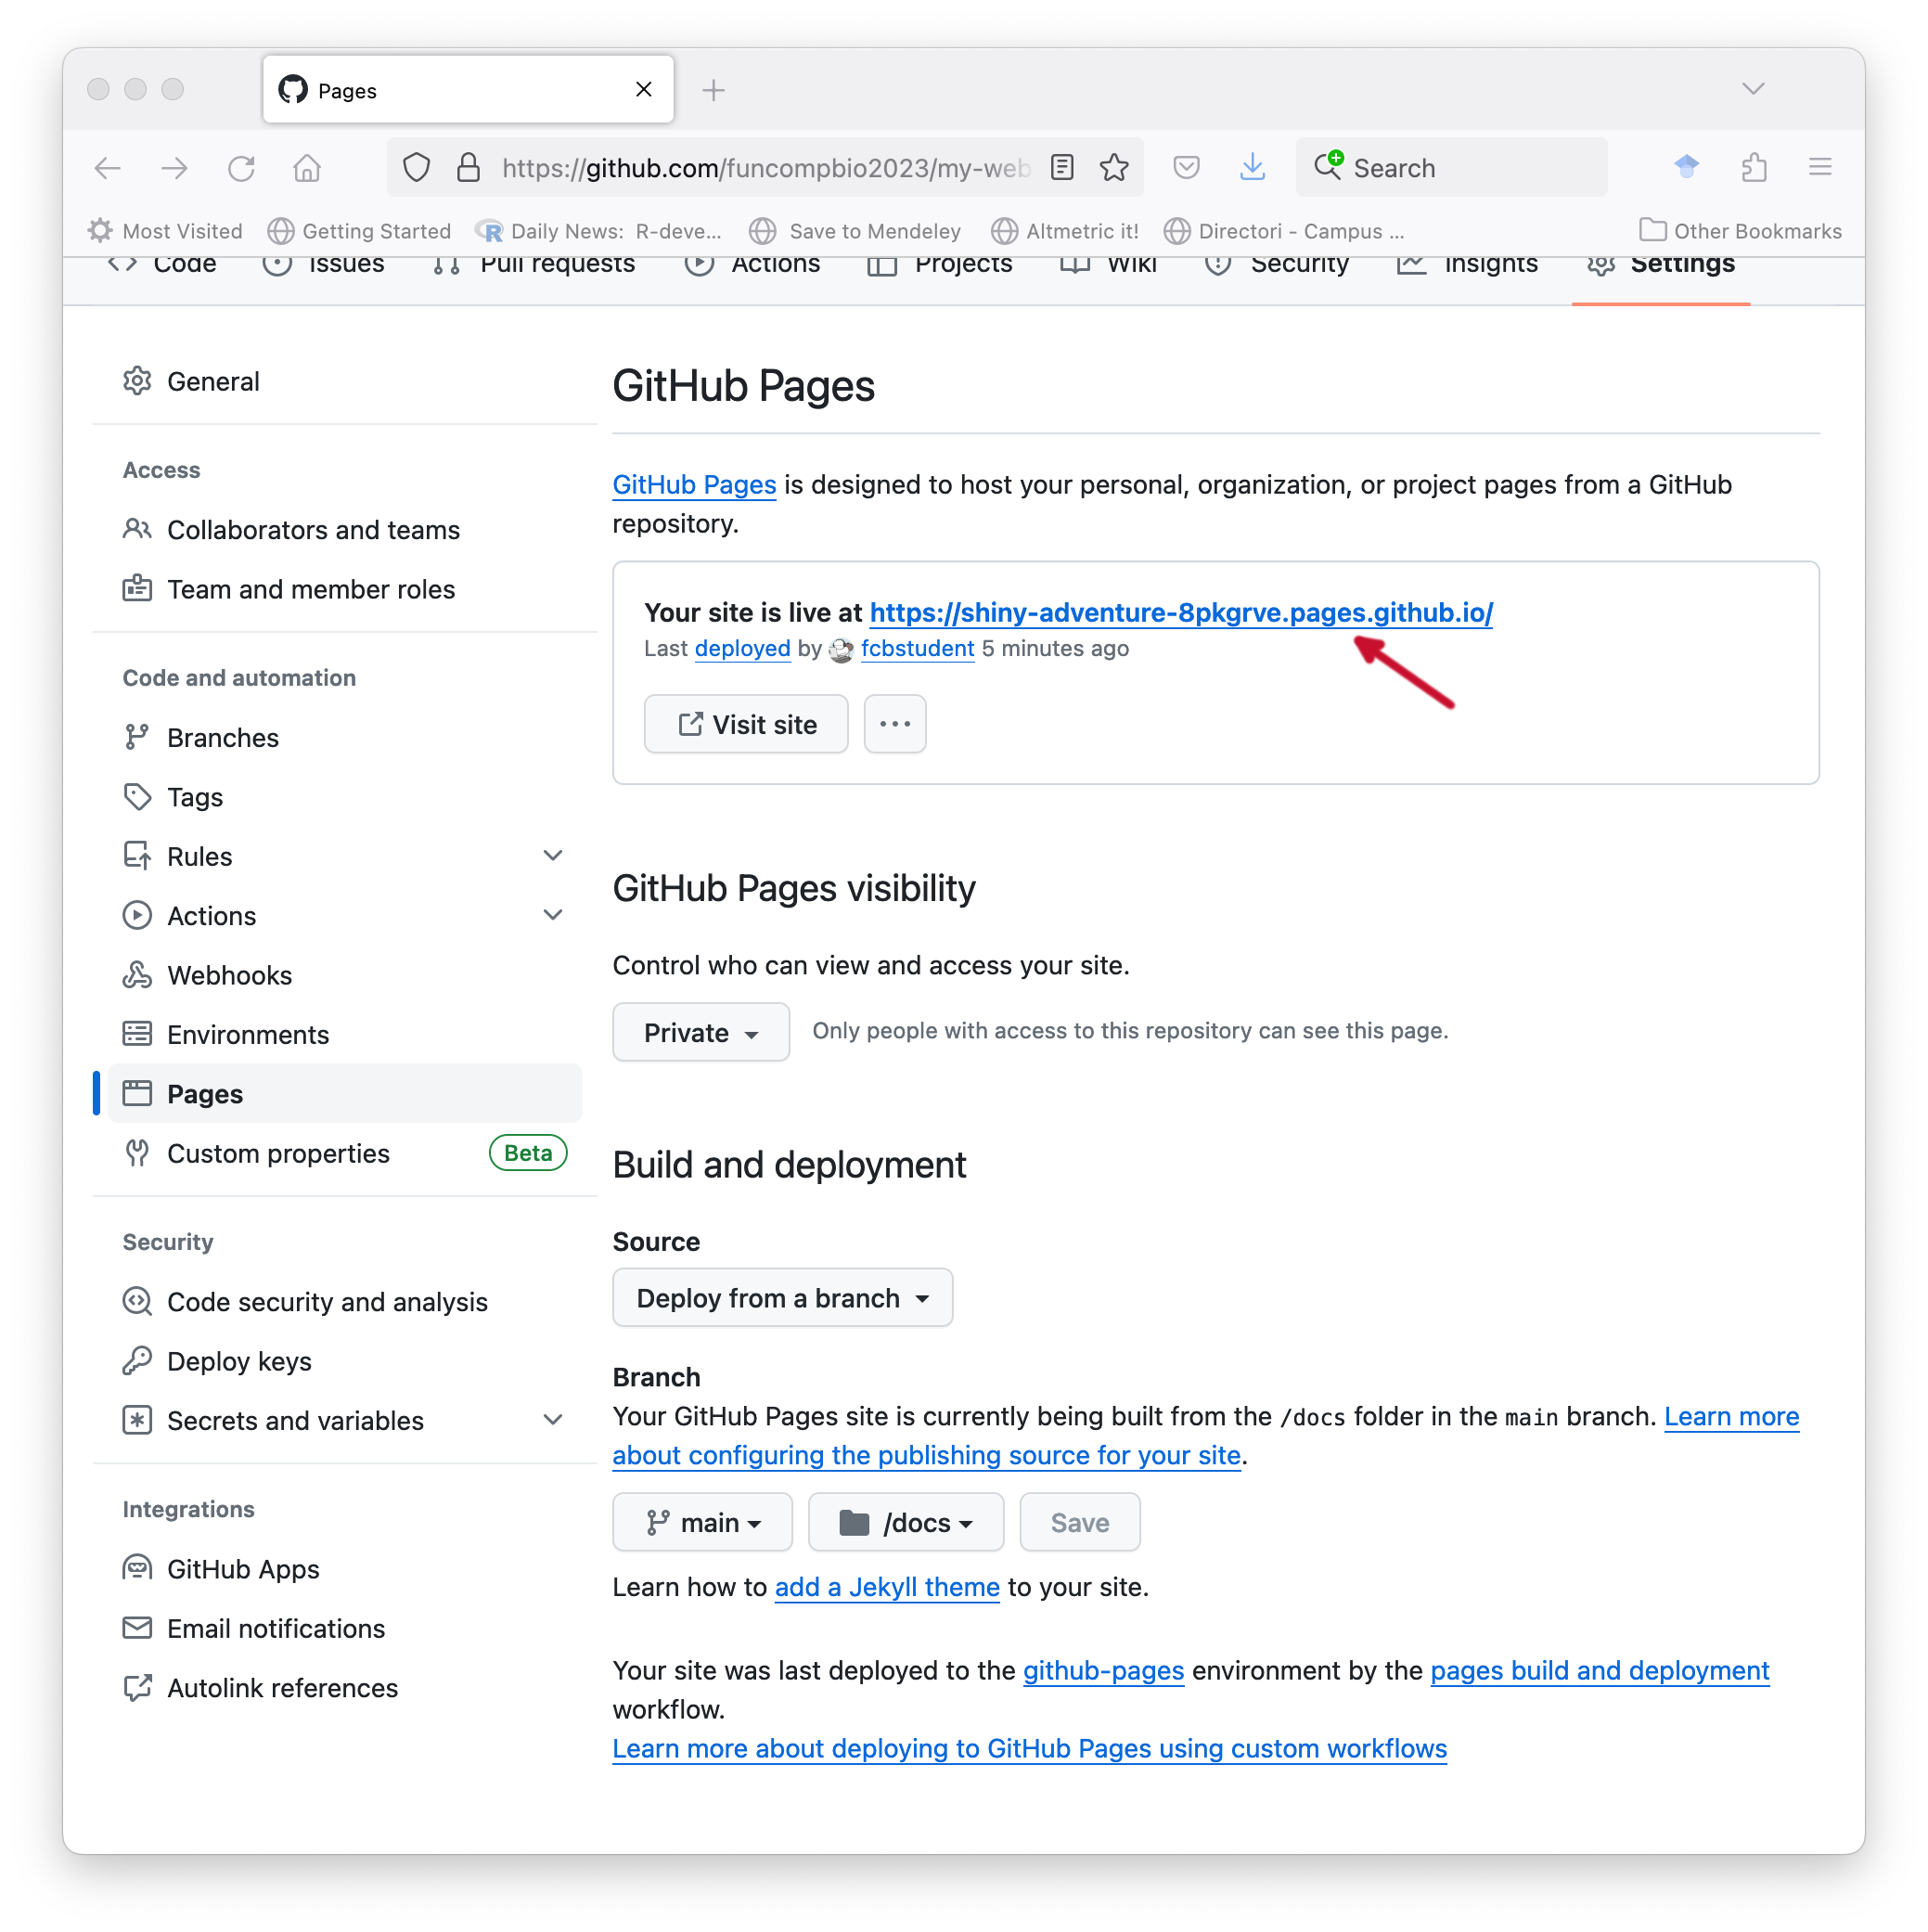 Pages
https://github.com/funcompbio2023/my-web
Search
Most Visited
Getting Started
Daily News: R-deve...
Save to Mendeley
Altmetric it!
Directori - Campus ...
Other Bookmarks
Code
Issues
Pull requests
Actions
Projects
Wiki
Security
Insights
Settings
General
Access
Collaborators and teams
Team and member roles
Code and automation
Branches
Tags
Rules
Actions
Webhooks
Environments
Pages
Custom properties
Beta
Security
Code security and analysis
Deploy keys
Secrets and variables
Integrations
GitHub Apps
Email notifications
Autolink references
GitHub Pages
GitHub Pages is designed to host your personal, organization, or project pages from a GitHub
repository.
Your site is live at https://shiny-adventure-8pkgrve.pages.github.io/
Last deployed by fcbstudent 5 minutes ago
Visit site
GitHub Pages visibility
Control who can view and access your site.
Private
Only people with access to this repository can see this page.
Build and deployment
Source
Deploy from a branch
Branch
Your GitHub Pages site is currently being built from the /docs folder in the main branch. Learn more
about configuring the publishing source for your site.
main
/docs
Save
Learn how to add a Jekyll theme to your site.
Your site was last deployed to the github-pages environment by the pages build and deployment
workflow.
Learn more about deploying to GitHub Pages using custom workflows